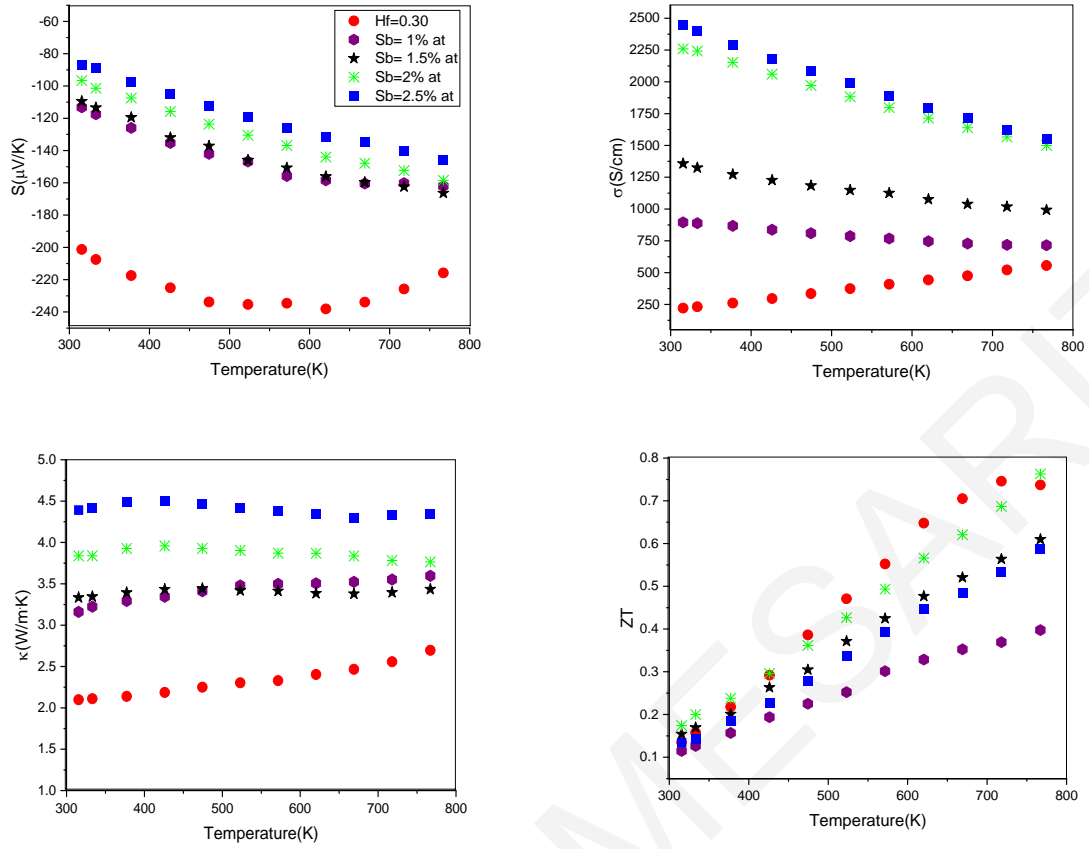 -60
-80
-100
-120
-140
-160
-180
-200
-220
-240
S(μV/K)
300 400 500 600 700 800
Temperature(K)
Hf=0.30
Sb= 1% at
Sb= 1.5% at
Sb=2% at
Sb=2.5% at
2500
2250
2000
1750
1500
1250
1000
750
500
250
σ(S/cm)
300 400 500 600 700 800
Temperature(K)
5.0
4.5
4.0
3.5
3.0
2.5
2.0
1.5
1.0
κ(W/m·K)
300 400 500 600 700 800
Temperature(K)
0.8
0.7
0.6
0.5
0.4
0.3
0.2
0.1
ZT
300 400 500 600 700 800
Temperature(K)
MESARI